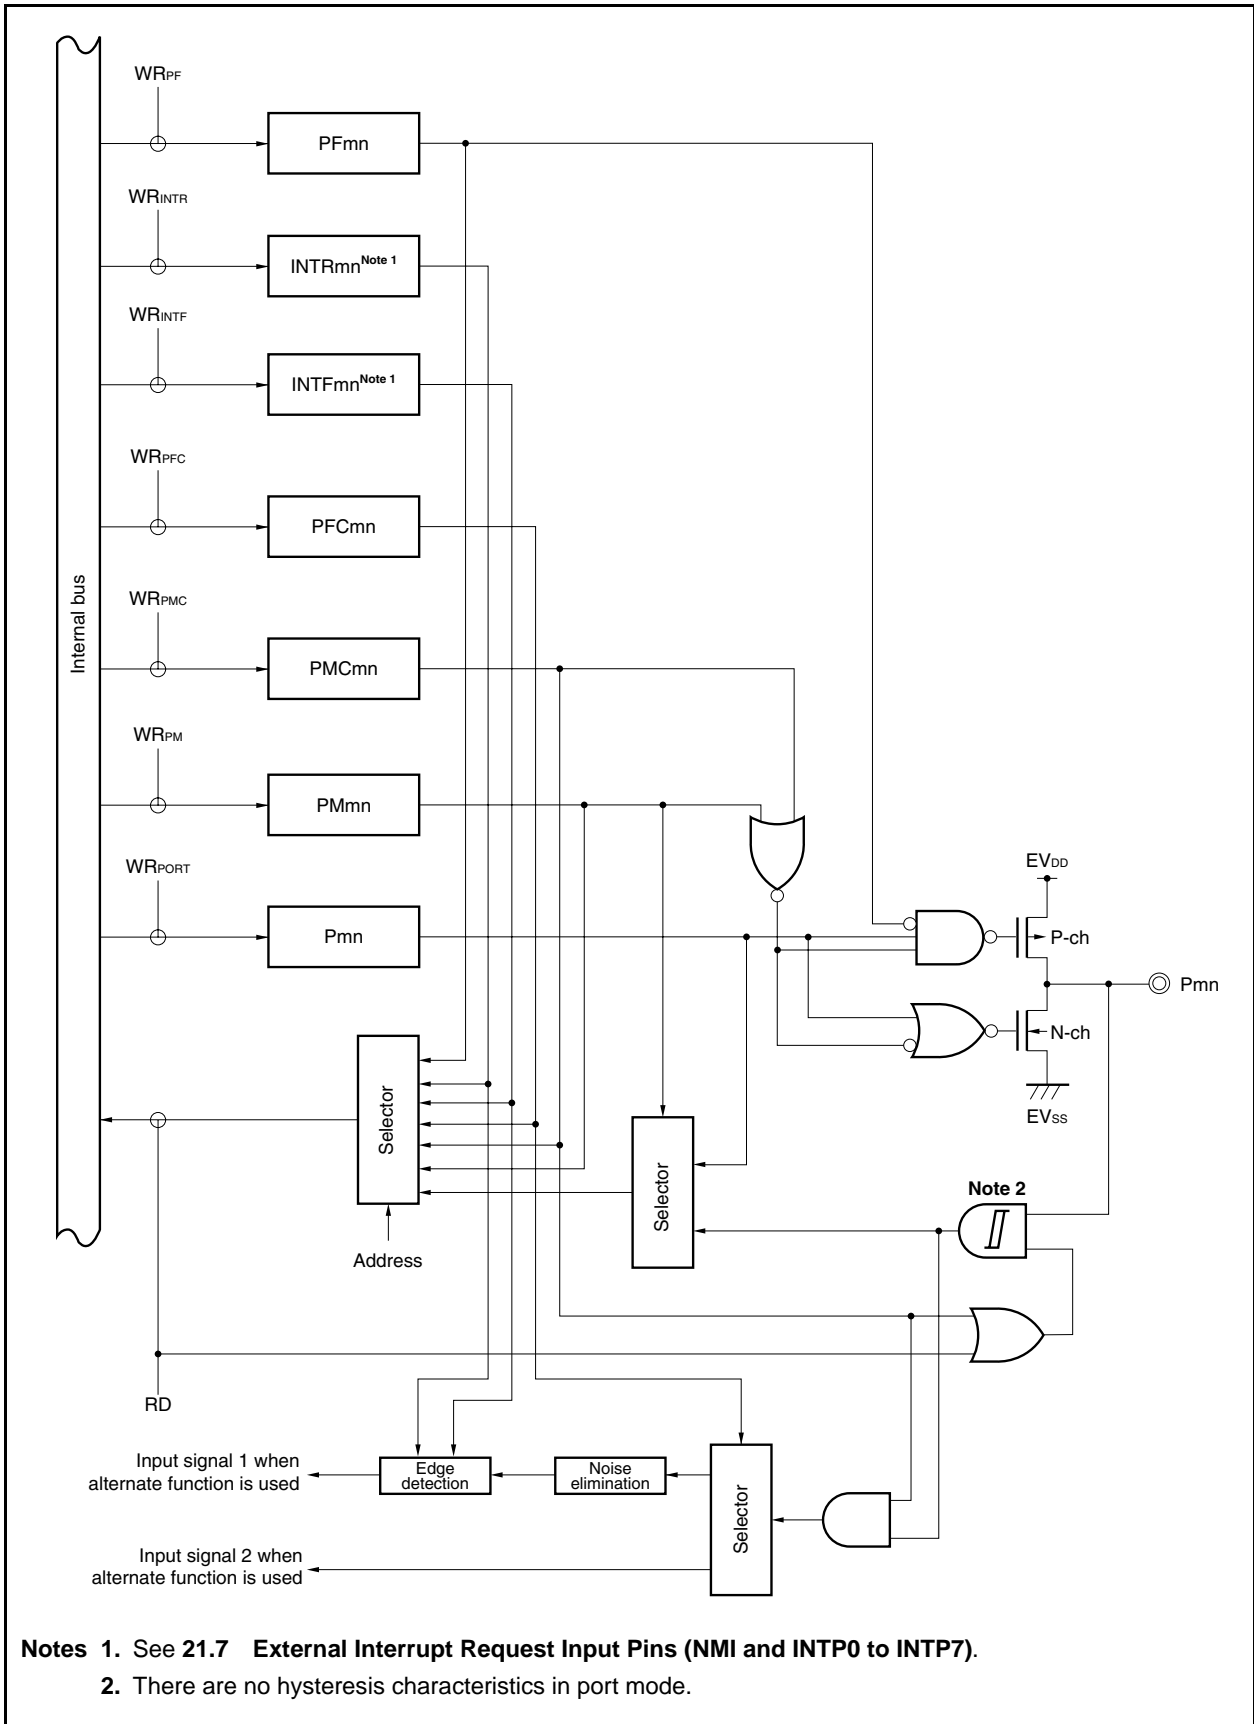 WRPF
PFmn
WRINTR
INTRmnNote 1
WRINTF
INTFmnNote 1
WRPFC
PFCmn
Internal bus
WRPMC
PMCmn
WRPM
PMmn
WRPORT
Pmn
EVDD
P-ch
Pmn
N-ch
EVSS
Selector
Selector
Note 2
Address
RD
Input signal 1 when
alternate function is used
Edge
detection
Noise
elimination
Selector
Input signal 2 when
alternate function is used
Notes 1. See 21.7 External Interrupt Request Input Pins (NMI and INTP0 to INTP7).
2. There are no hysteresis characteristics in port mode.